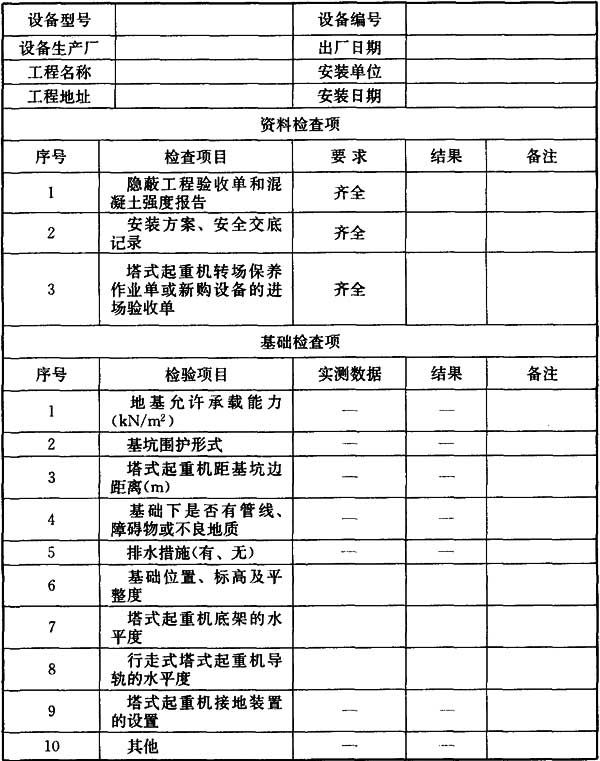 设备型号 设备编号
设备生产厂 出厂日期
工程名称 安装单位
工程地址 安装日期
资料检查项
序号 检查项目 要求 结果 备注
1 隐蔽工程验收单和混
凝土强度报告 齐全
2 安装方案、安全交底
记录 齐全
3 塔式起重机转场保养
作业单或新购设备的进
场验收单 齐全
基础检查项
序号 检验项目 实测数据 结果 备注
1 地基允许承载能力
(kN/m²) — —
2 基坑围护形式 — —
3 塔式起重机距基坑边
距离(m) — —
4 基础下是否有管线、
障碍物或不良地质 — —
5 排水措施(有、无) — —
6 基础位置、标高及平
整度
7 塔式起重机底架的水
平度
8 行走式塔式起重机导
轨的水平度
9 塔式起重机接地装置
的设置 — —
10 其他 — —